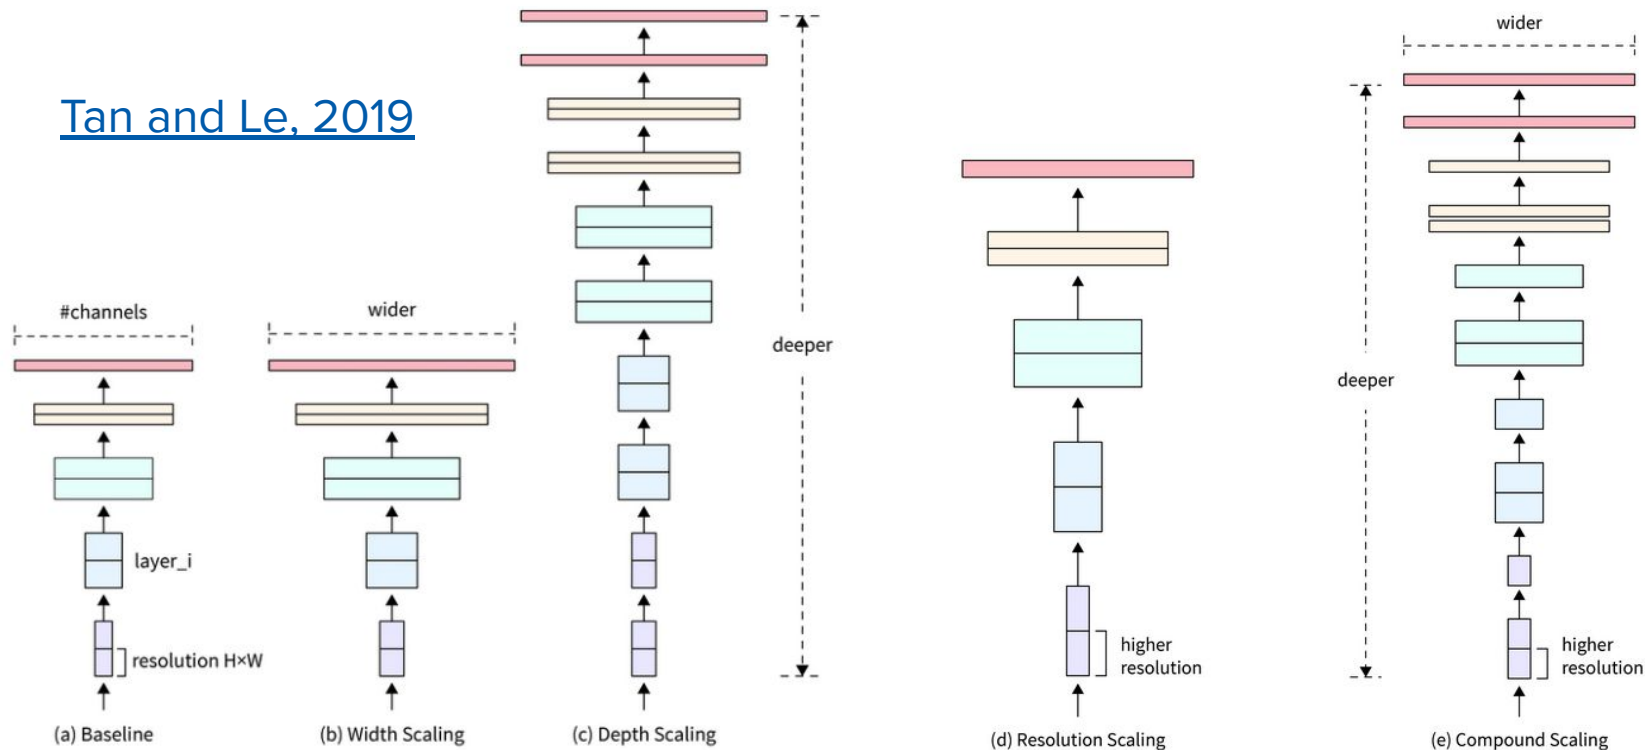 Tan and Le, 2019
#channels
layer_i
resolution H×W
(a) Baseline
wider
(b) Width Scaling
deeper
(c) Depth Scaling
higher
resolution
(d) Resolution Scaling
wider
deeper
higher
resolution
(e) Compound Scaling